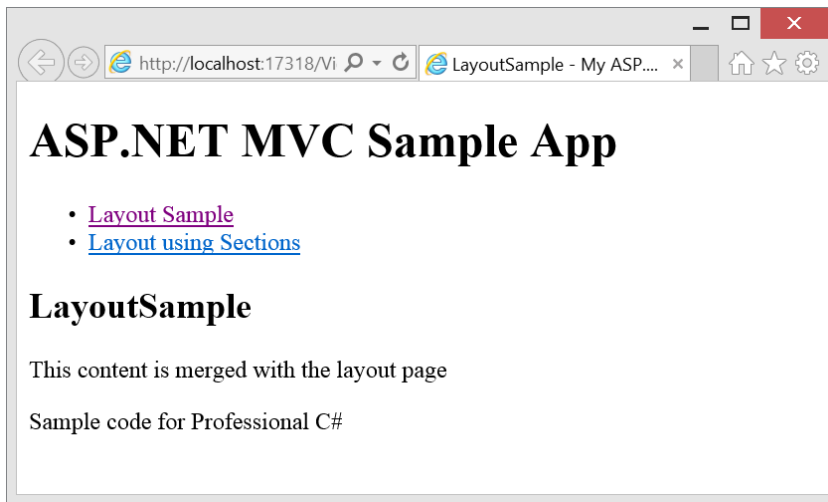 http://localhost:17318/Vi
LayoutSample - My ASP....
ASP.NET MVC Sample App
• Layout Sample
• Layout using Sections
LayoutSample
This content is merged with the layout page
Sample code for Professional C#